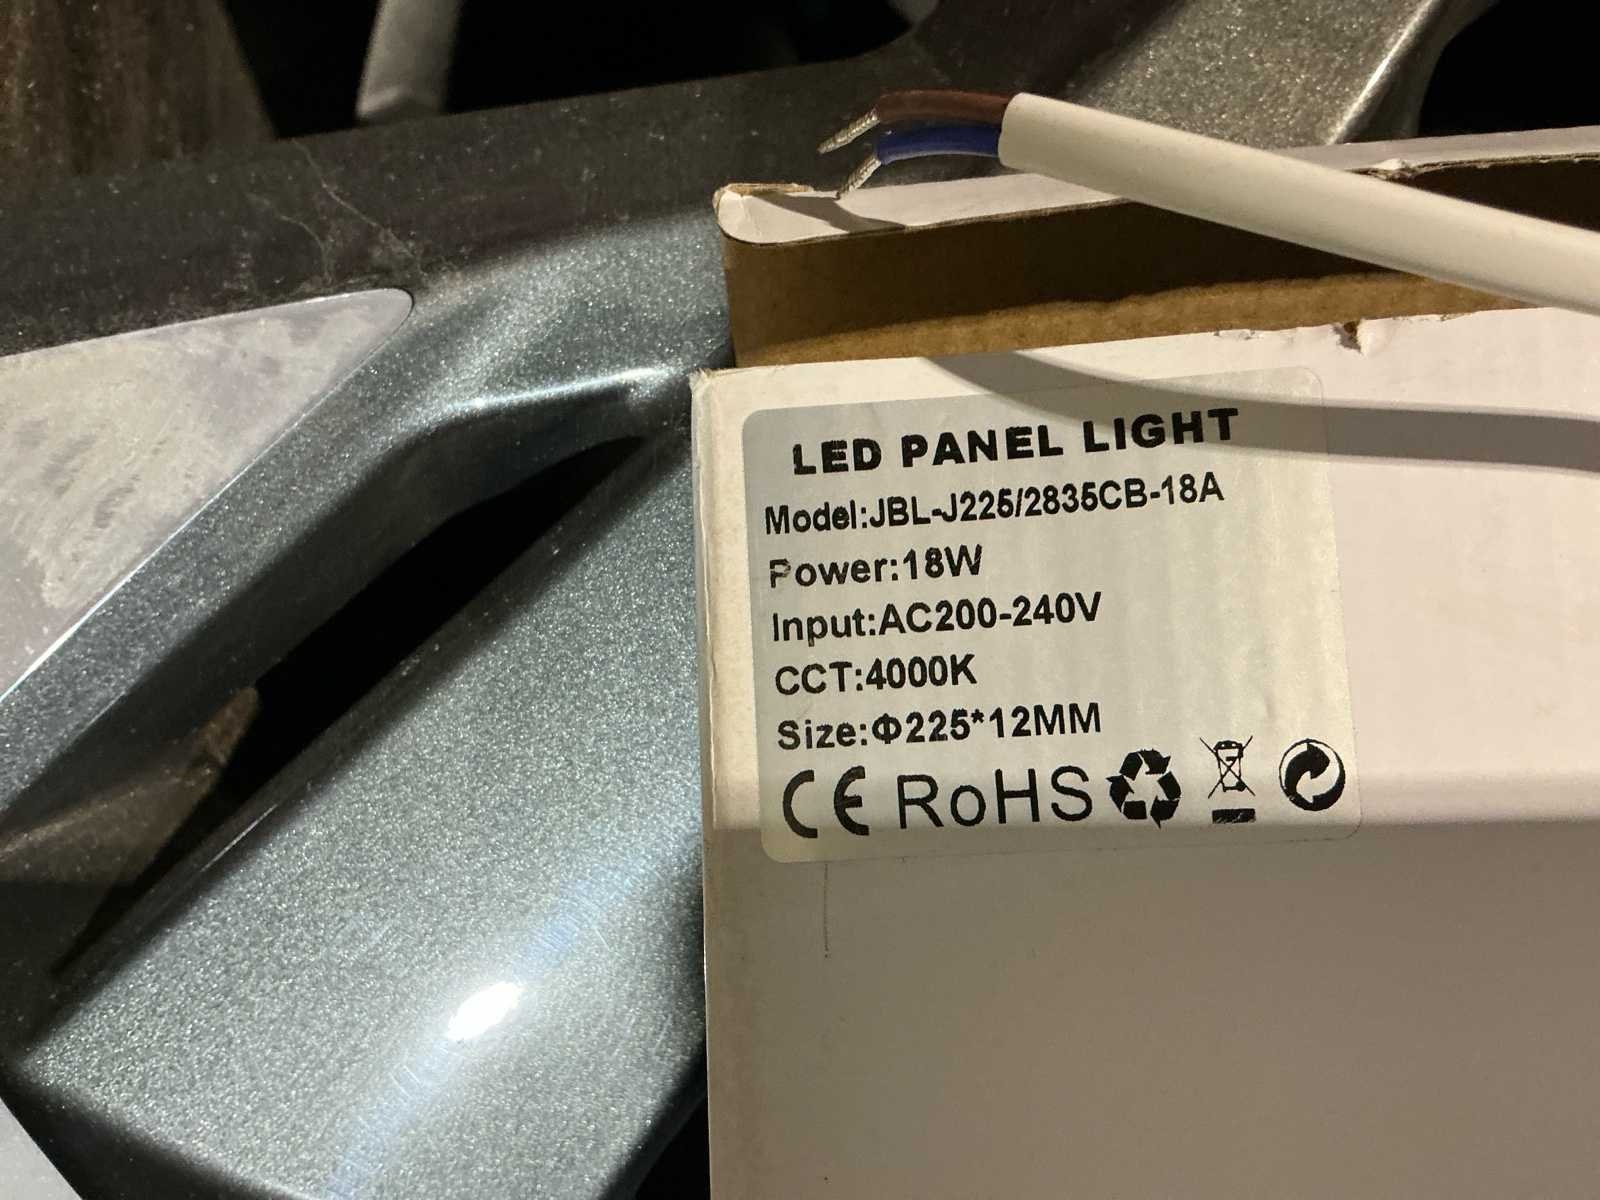 LED PANEL LIGHT
Model:JBL-J225/2835CB-18A
Power:18W
Input:AC200-240V
CCT:4000K
Size:Φ225*12MM
CE RoHS